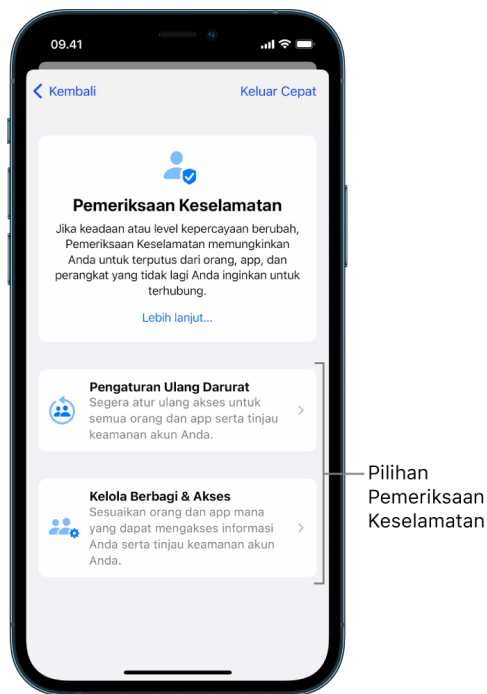 09.41
Kembali
Keluar Cepat
Pemeriksaan Keselamatan
Jika keadaan atau level kepercayaan berubah,
Pemeriksaan Keselamatan memungkinkan
Anda untuk terputus dari orang, app, dan
perangkat yang tidak lagi Anda inginkan untuk
terhubung.
Lebih lanjut...
Pengaturan Ulang Darurat
Segera atur ulang akses untuk
semua orang dan app serta tinjau
keamanan akun Anda.
Kelola Berbagi & Akses
Sesuaikan orang dan app mana
yang dapat mengakses informasi
Anda serta tinjau keamanan akun
Anda.
Pilihan
Pemeriksaan
Keselamatan